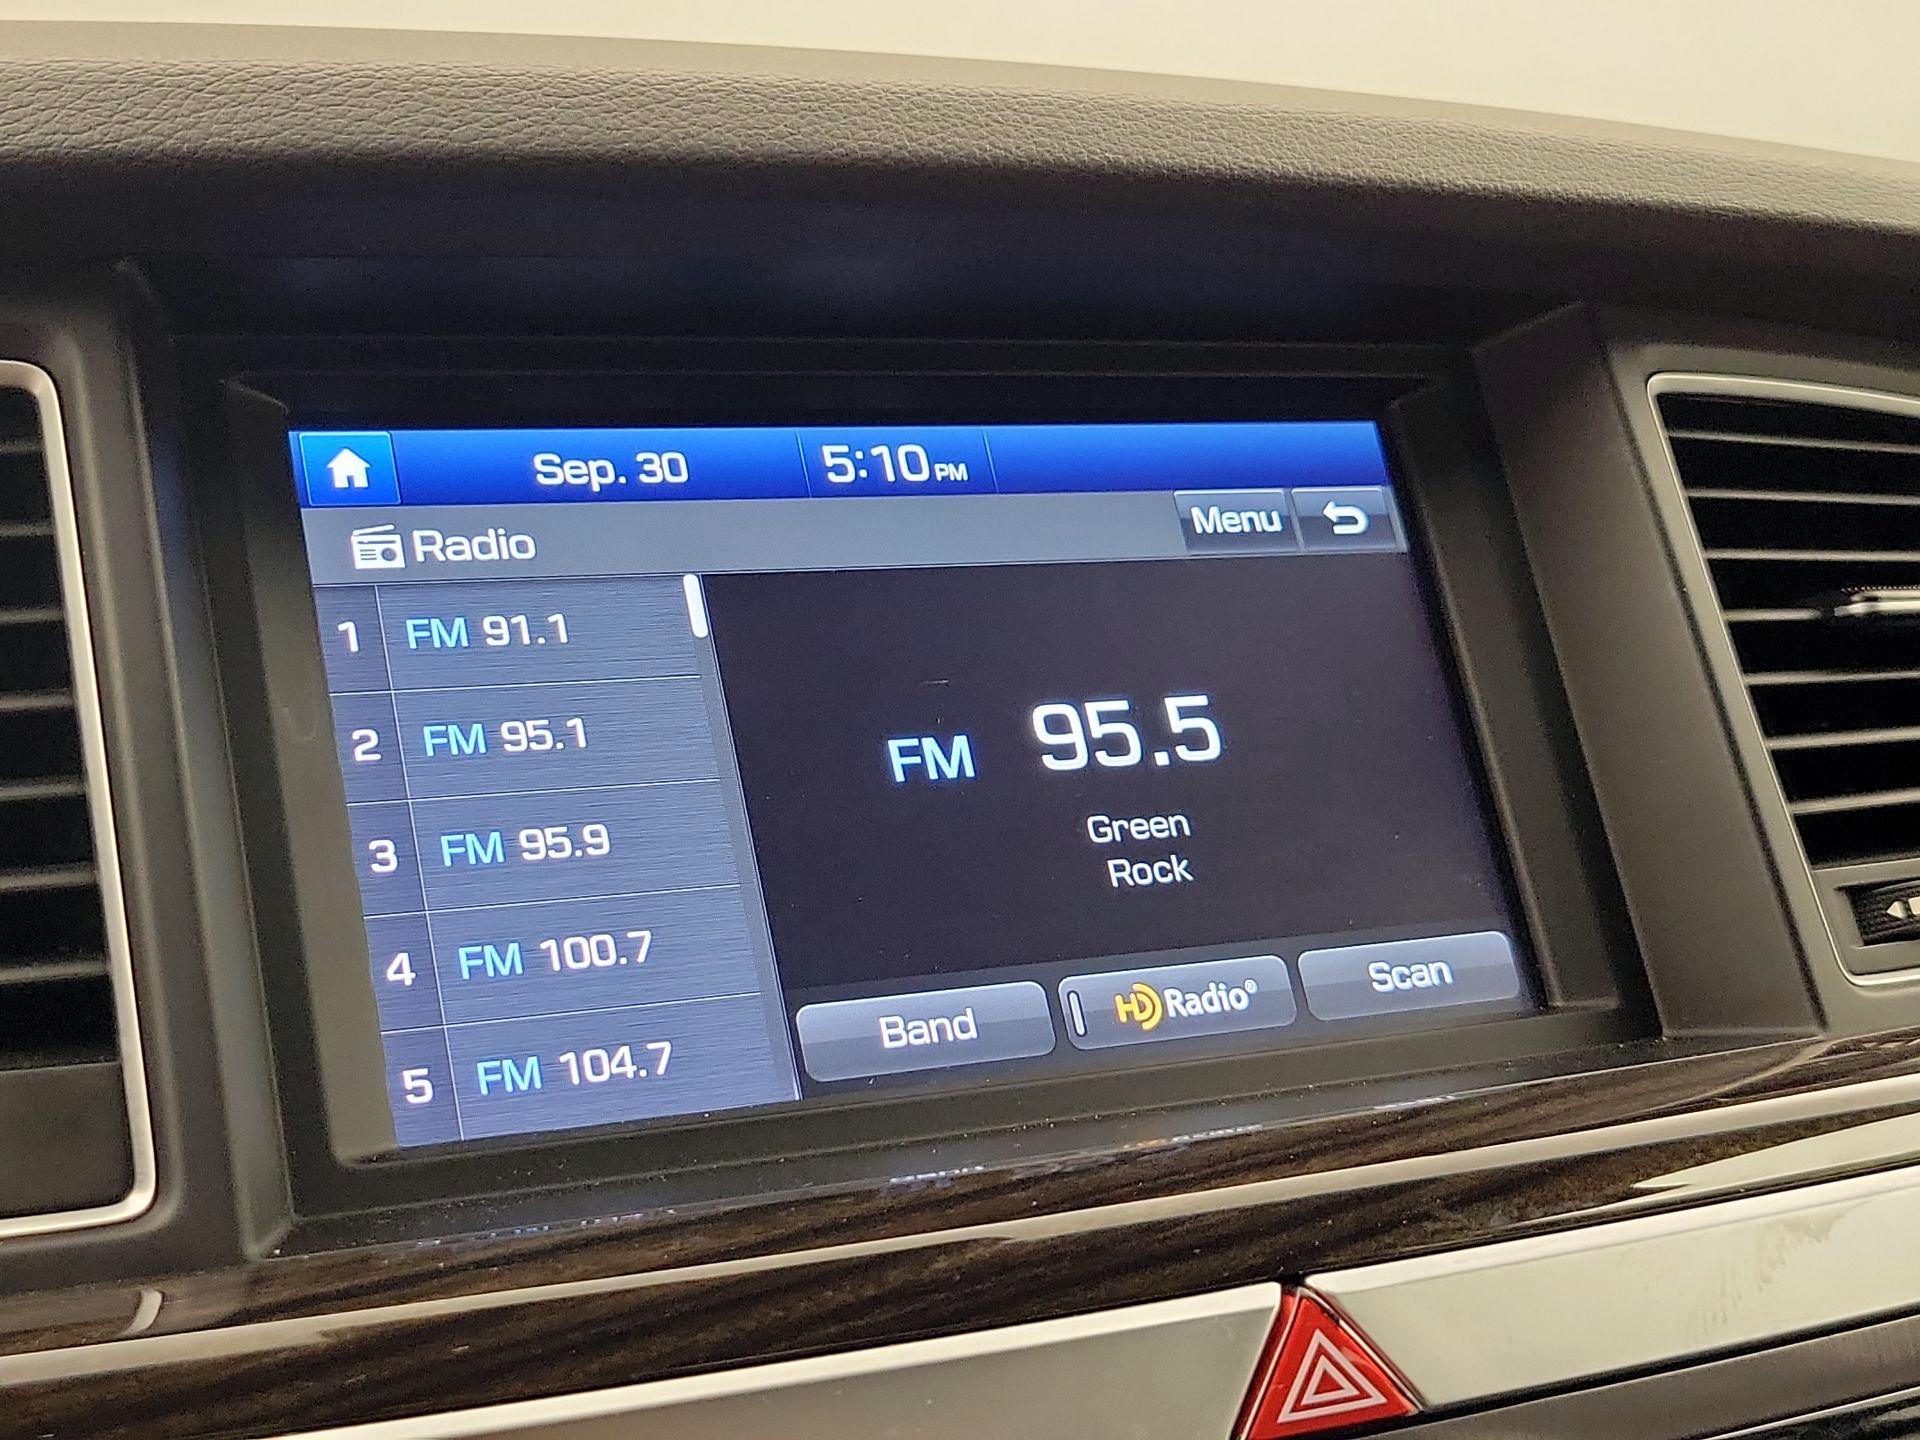 Sep. 30
5:10 PM
Radio
Menu
1 FM 91.1
2 FM 95.1
3 FM 95.9
4 FM 100.7
5 FM 104.7
FM 95.5
Green
Rock
Band
HD Radio®
Scan